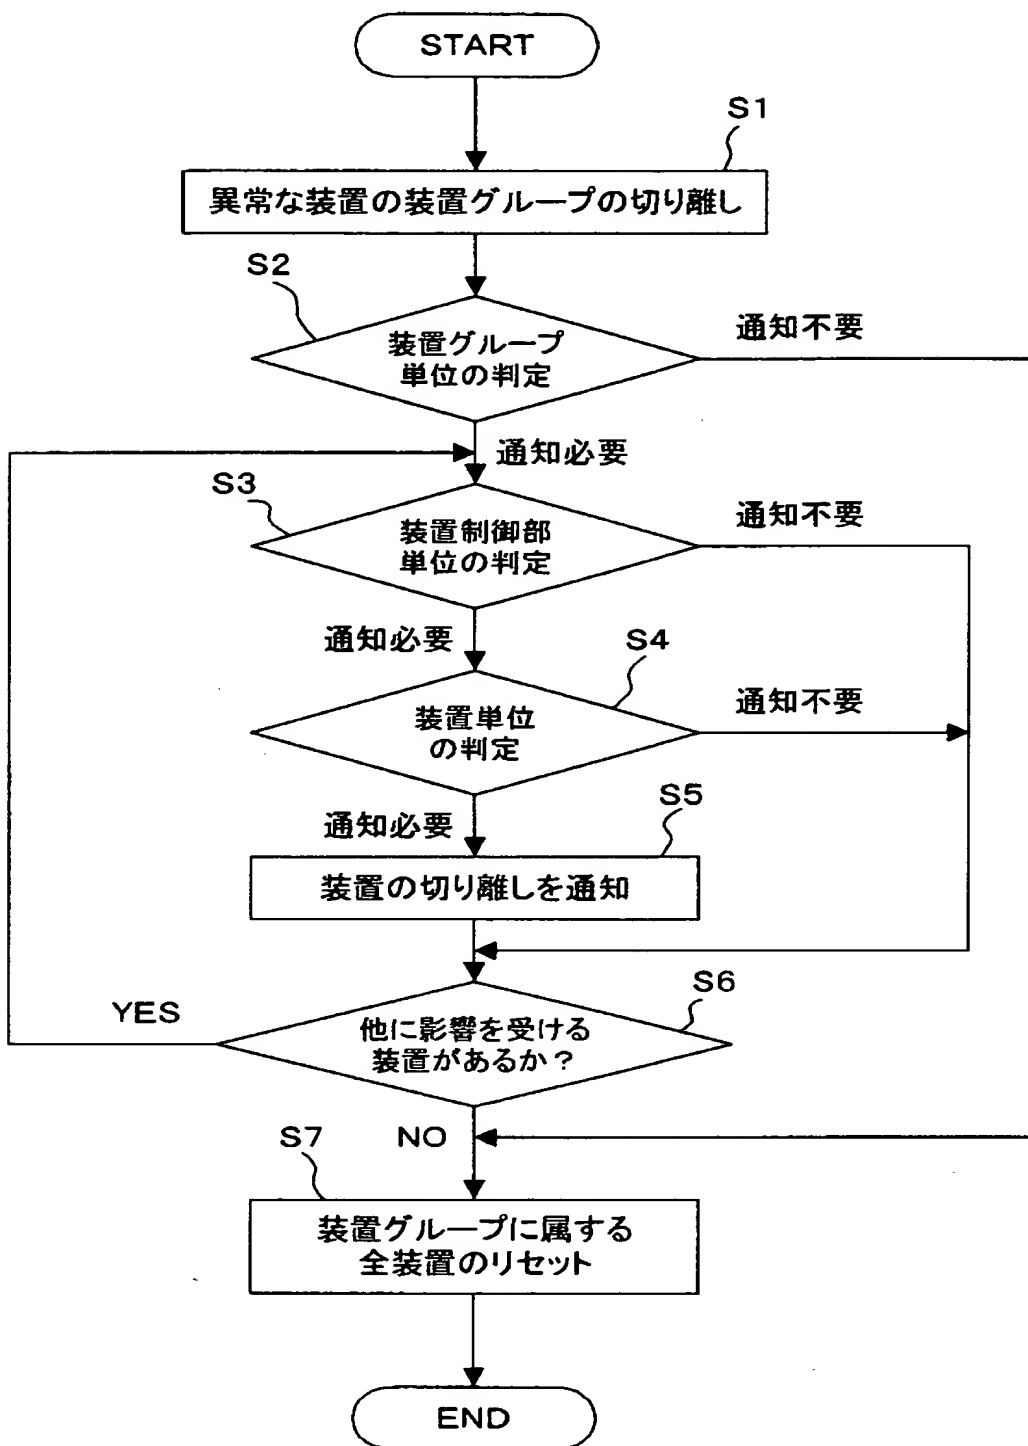 START
S1
異常な装置の装置グループの切り離し
S2
装置グループ
単位の判定
通知不要
通知必要
S3
装置制御部
単位の判定
通知不要
通知必要
S4
装置単位
の判定
通知不要
通知必要
S5
装置の切り離しを通知
YES
S6
他に影響を受ける
装置があるか？
NO
S7
装置グループに属する
全装置のリセット
END